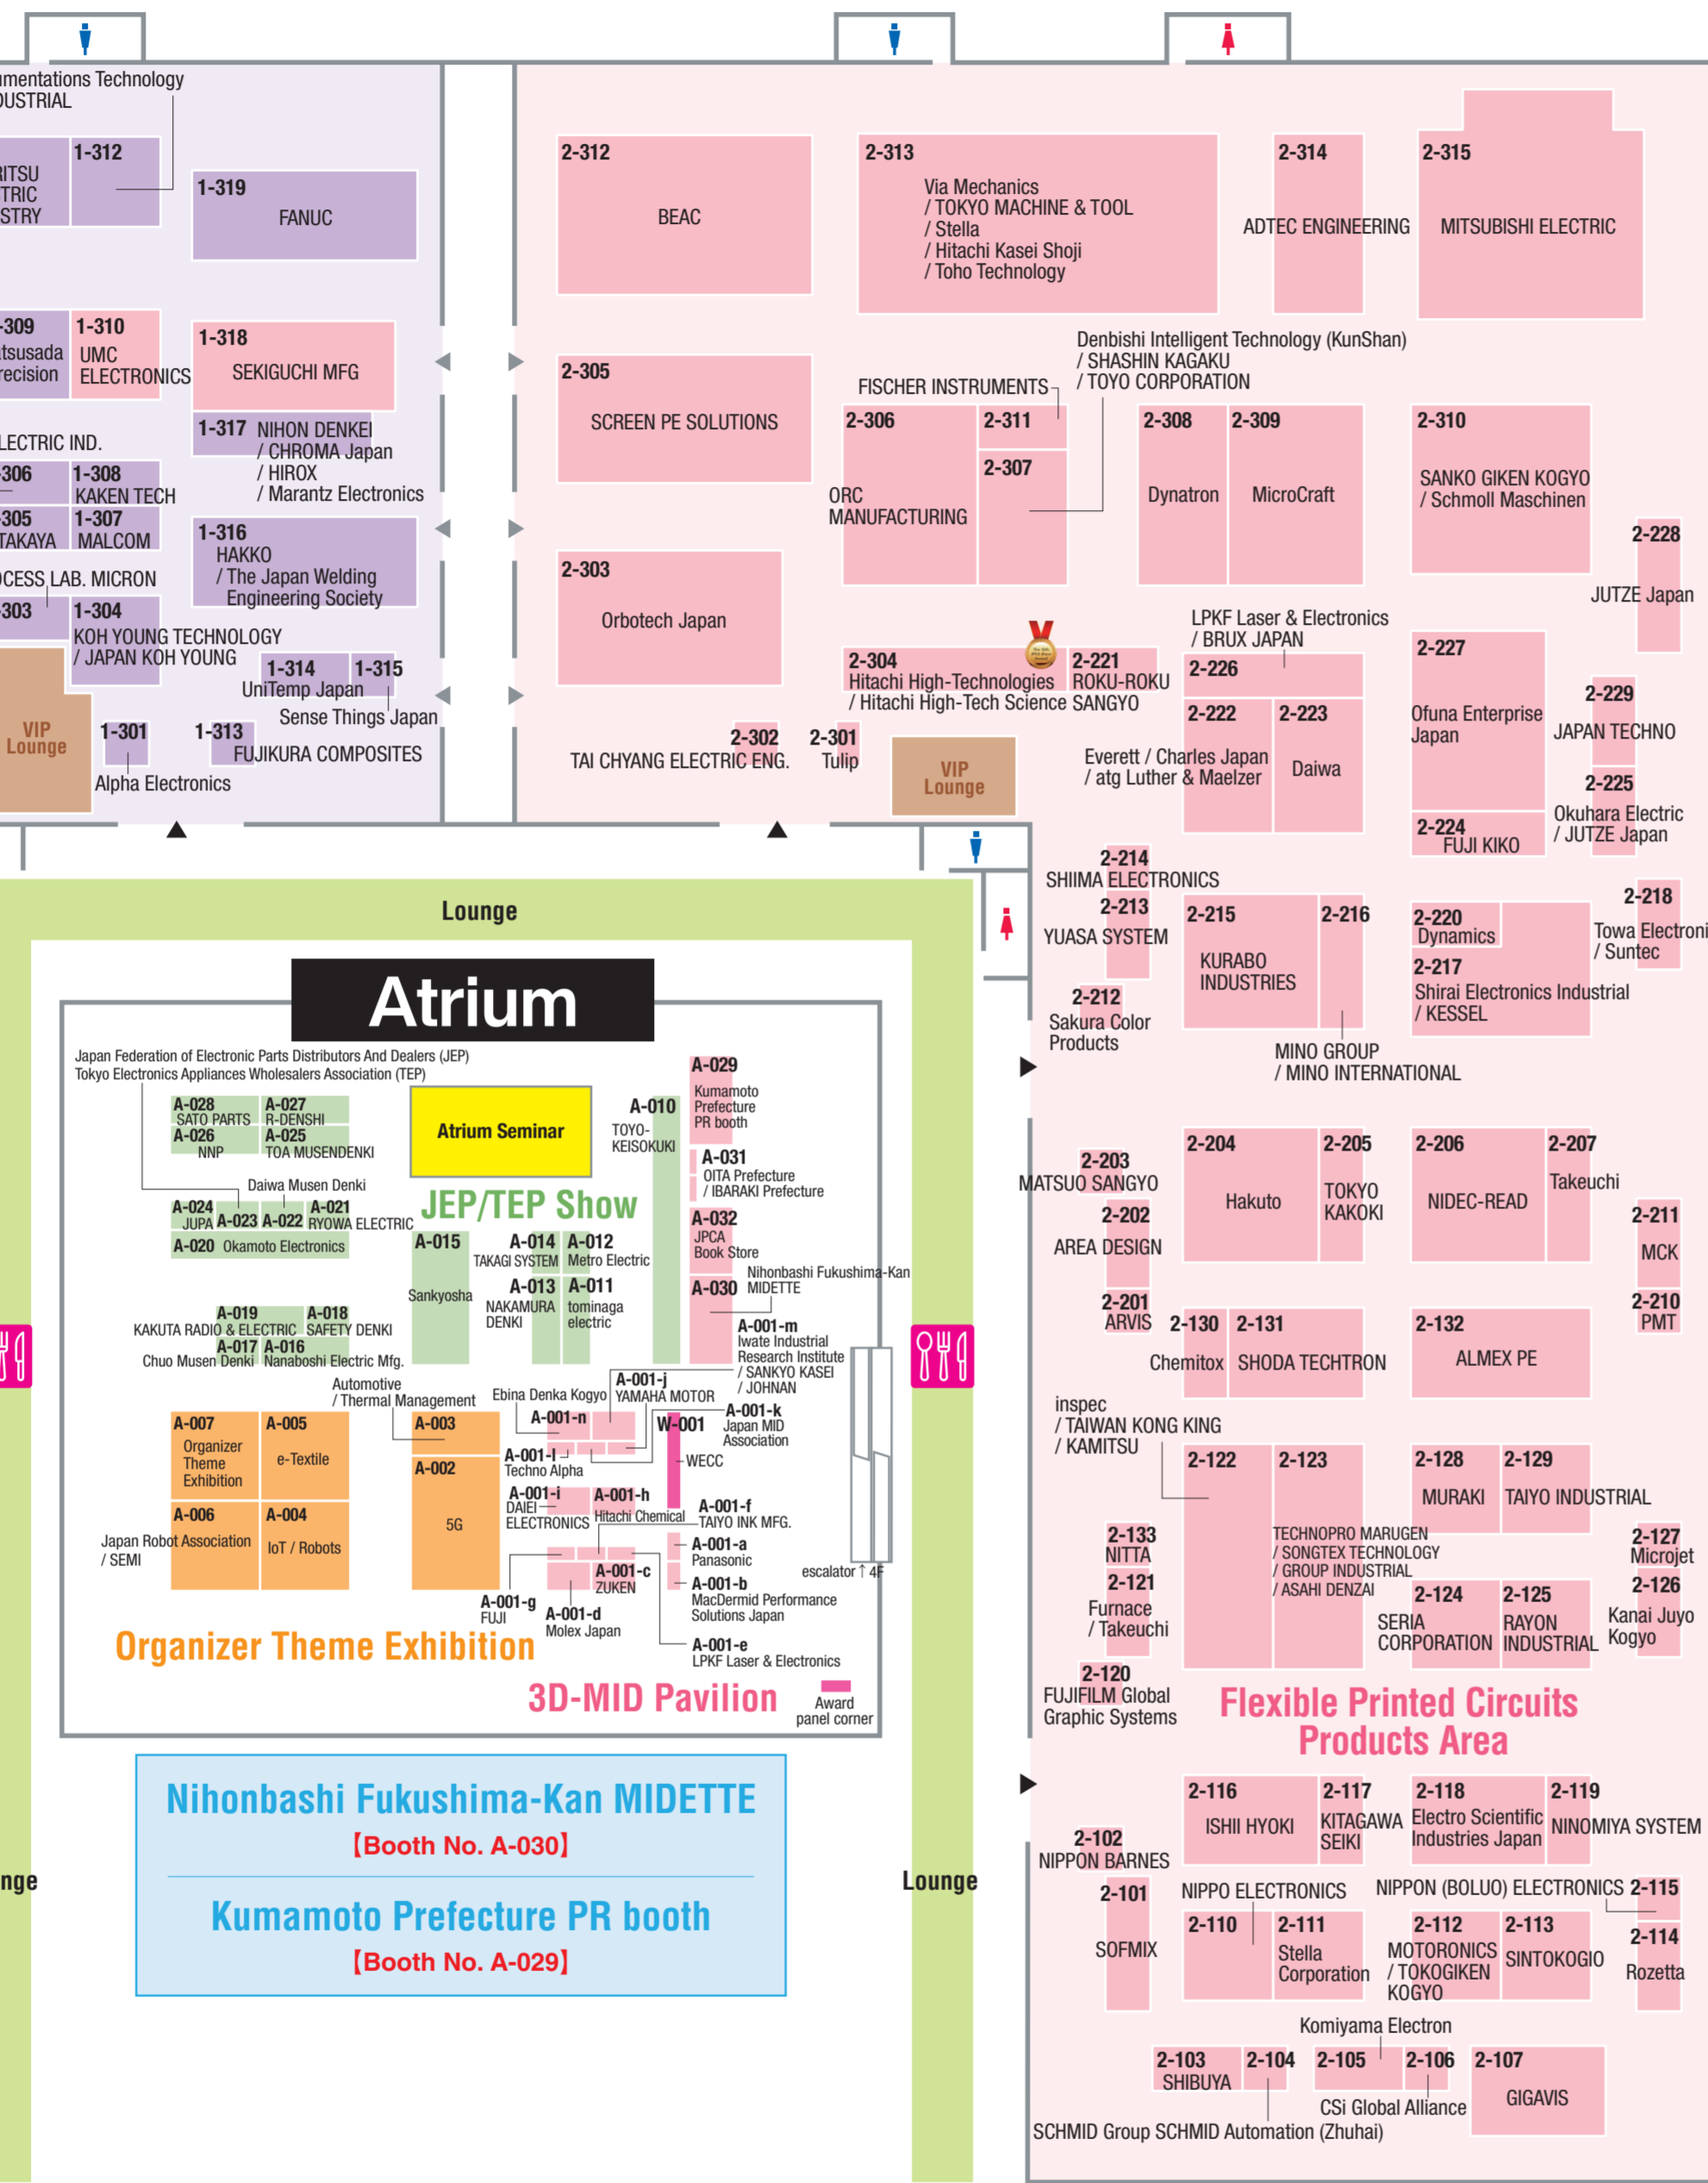 umentations Technology
DUSTRIAL
1-312
RITSU
TRIC
STRY
1-319
FANUC
-309
atsusada
recision
1-310
UMC
ELECTRONICS
1-318
SEKIGUCHI MFG
1-317 NIHON DENKEI
/ CHROMA Japan
/ HIROX
/ Marantz Electronics
LECTRIC IND.
-306
1-308
KAKEN TECH
-305
TAKAYA
1-307
MALCOM
1-316
HAKKO
/ The Japan Welding
Engineering Society
OCESS LAB. MICRON
-303
1-304
KOH YOUNG TECHNOLOGY
/ JAPAN KOH YOUNG
1-314
UniTemp Japan
1-315
Sense Things Japan
VIP
Lounge
1-301
Alpha Electronics
1-313
FUJIKURA COMPOSITES
2-312
BEAC
2-313
Via Mechanics
/ TOKYO MACHINE & TOOL
/ Stella
/ Hitachi Kasei Shoji
/ Toho Technology
2-314
ADTEC ENGINEERING
2-315
MITSUBISHI ELECTRIC
2-305
SCREEN PE SOLUTIONS
FISCHER INSTRUMENTS
Denbishi Intelligent Technology (KunShan)
/ SHASHIN KAGAKU
/ TOYO CORPORATION
2-306
ORC
MANUFACTURING
2-311
2-307
2-308
Dynatron
2-309
MicroCraft
2-310
SANKO GIKEN KOGYO
/ Schmoll Maschinen
2-228
JUTZE Japan
2-303
Orbotech Japan
2-304
Hitachi High-Technologies
/ Hitachi High-Tech Science
2-221
ROKU-ROKU
SANGYO
LPKF Laser & Electronics
/ BRUX JAPAN
2-226
2-227
Ofuna Enterprise
Japan
2-229
JAPAN TECHNO
2-302
TAI CHYANG ELECTRIC ENG.
2-301
Tulip
VIP
Lounge
2-222
Everett / Charles Japan
/ atg Luther & Maelzer
2-223
Daiwa
2-225
Okuhara Electric
/ JUTZE Japan
2-224
FUJI KIKO
2-214
SHIIMA ELECTRONICS
2-213
YUASA SYSTEM
2-212
Sakura Color
Products
2-215
KURABO
INDUSTRIES
2-216
MINO GROUP
/ MINO INTERNATIONAL
2-220
Dynamics
2-217
Shirai Electronics Industrial
/ KESSEL
2-218
Towa Electroni
/ Suntec
Lounge
Atrium
Japan Federation of Electronic Parts Distributors And Dealers (JEP)
Tokyo Electronics Appliances Wholesalers Association (TEP)
A-028
SATO PARTS
A-027
R-DENSHI
A-026
NNP
A-025
TOA MUSENDENKI
Atrium Seminar
A-010
TOYO-
KEISOKUKI
A-029
Kumamoto
Prefecture
PR booth
A-031
OITA Prefecture
/ IBARAKI Prefecture
Daiwa Musen Denki
A-024
JUPA
A-023
A-022
A-021
RYOWA ELECTRIC
A-020 Okamoto Electronics
JEP/TEP Show
A-032
JPCA
Book Store
A-015
Sankyosha
A-014
TAKAGI SYSTEM
A-012
Metro Electric
A-013
NAKAMURA
DENKI
A-011
tominaga
electric
Nihonbashi Fukushima-Kan
MIDETTE
A-030
A-019
KAKUTA RADIO & ELECTRIC
A-018
SAFETY DENKI
A-017
Chuo Musen Denki
A-016
Nanaboshi Electric Mfg.
A-001-m
Iwate Industrial
Research Institute
/ SANKYO KASEI
/ JOHNAN
Automotive
/ Thermal Management
Ebina Denka Kogyo
A-001-j
YAMAHA MOTOR
A-001-k
Japan MID
Association
A-007
Organizer
Theme
Exhibition
A-005
e-Textile
A-003
A-001-n
W-001
WECC
A-001-l
Techno Alpha
A-002
5G
A-001-i
DAIEI
ELECTRONICS
A-001-h
Hitachi Chemical
A-001-f
TAIYO INK MFG.
A-006
Japan Robot Association
/ SEMI
A-004
IoT / Robots
A-001-a
Panasonic
A-001-c
ZUKEN
A-001-b
MacDermid Performance
Solutions Japan
escalator ↑ 4F
A-001-g
FUJI
A-001-d
Molex Japan
A-001-e
LPKF Laser & Electronics
Organizer Theme Exhibition
3D-MID Pavilion
Award
panel corner
Nihonbashi Fukushima-Kan MIDETTE
【Booth No. A-030】
Kumamoto Prefecture PR booth
【Booth No. A-029】
nge
Lounge
2-203
MATSUO SANGYO
2-202
AREA DESIGN
2-201
ARVIS
2-204
Hakuto
2-205
TOKYO
KAKOKI
2-206
NIDEC-READ
2-207
Takeuchi
2-211
MCK
2-210
PMT
2-130
Chemitox
2-131
SHODA TECHTRON
2-132
ALMEX PE
inspec
/ TAIWAN KONG KING
/ KAMITSU
2-122
2-123
TECHNOPRO MARUGEN
/ SONGTEX TECHNOLOGY
/ GROUP INDUSTRIAL
/ ASAHI DENZAI
2-128
MURAKI
2-129
TAIYO INDUSTRIAL
2-133
NITTA
2-121
Furnace
/ Takeuchi
2-127
Microjet
2-126
Kanai Juyo
Kogyo
2-124
SERIA
CORPORATION
2-125
RAYON
INDUSTRIAL
2-120
FUJIFILM Global
Graphic Systems
Flexible Printed Circuits
Products Area
2-116
ISHII HYOKI
2-117
KITAGAWA
SEIKI
2-118
Electro Scientific
Industries Japan
2-119
NINOMIYA SYSTEM
2-102
NIPPON BARNES
2-101
SOFMIX
NIPPO ELECTRONICS
NIPPON (BOLUO) ELECTRONICS 2-115
2-110
2-111
Stella
Corporation
2-112
MOTORONICS
/ TOKOGIKEN
KOGYO
2-113
SINTOKOGIO
2-114
Rozetta
Komiyama Electron
2-103
SHIBUYA
2-104
2-105
2-106
2-107
GIGAVIS
CSi Global Alliance
SCHMID Group SCHMID Automation (Zhuhai)